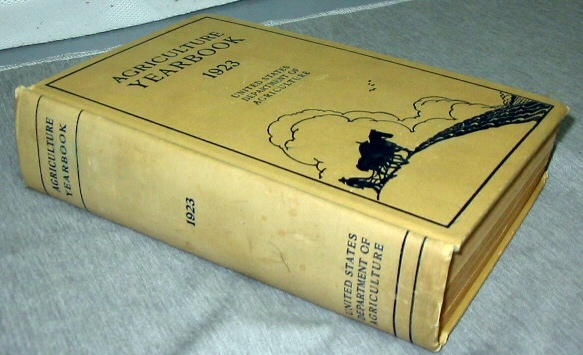 AGRICULTURE
YEARBOOK
1923
UNITED STATES
DEPARTMENT OF
AGRICULTURE
AGRICULTURE
YEARBOOK
1923
UNITED STATES
DEPARTMENT OF
AGRICULTURE